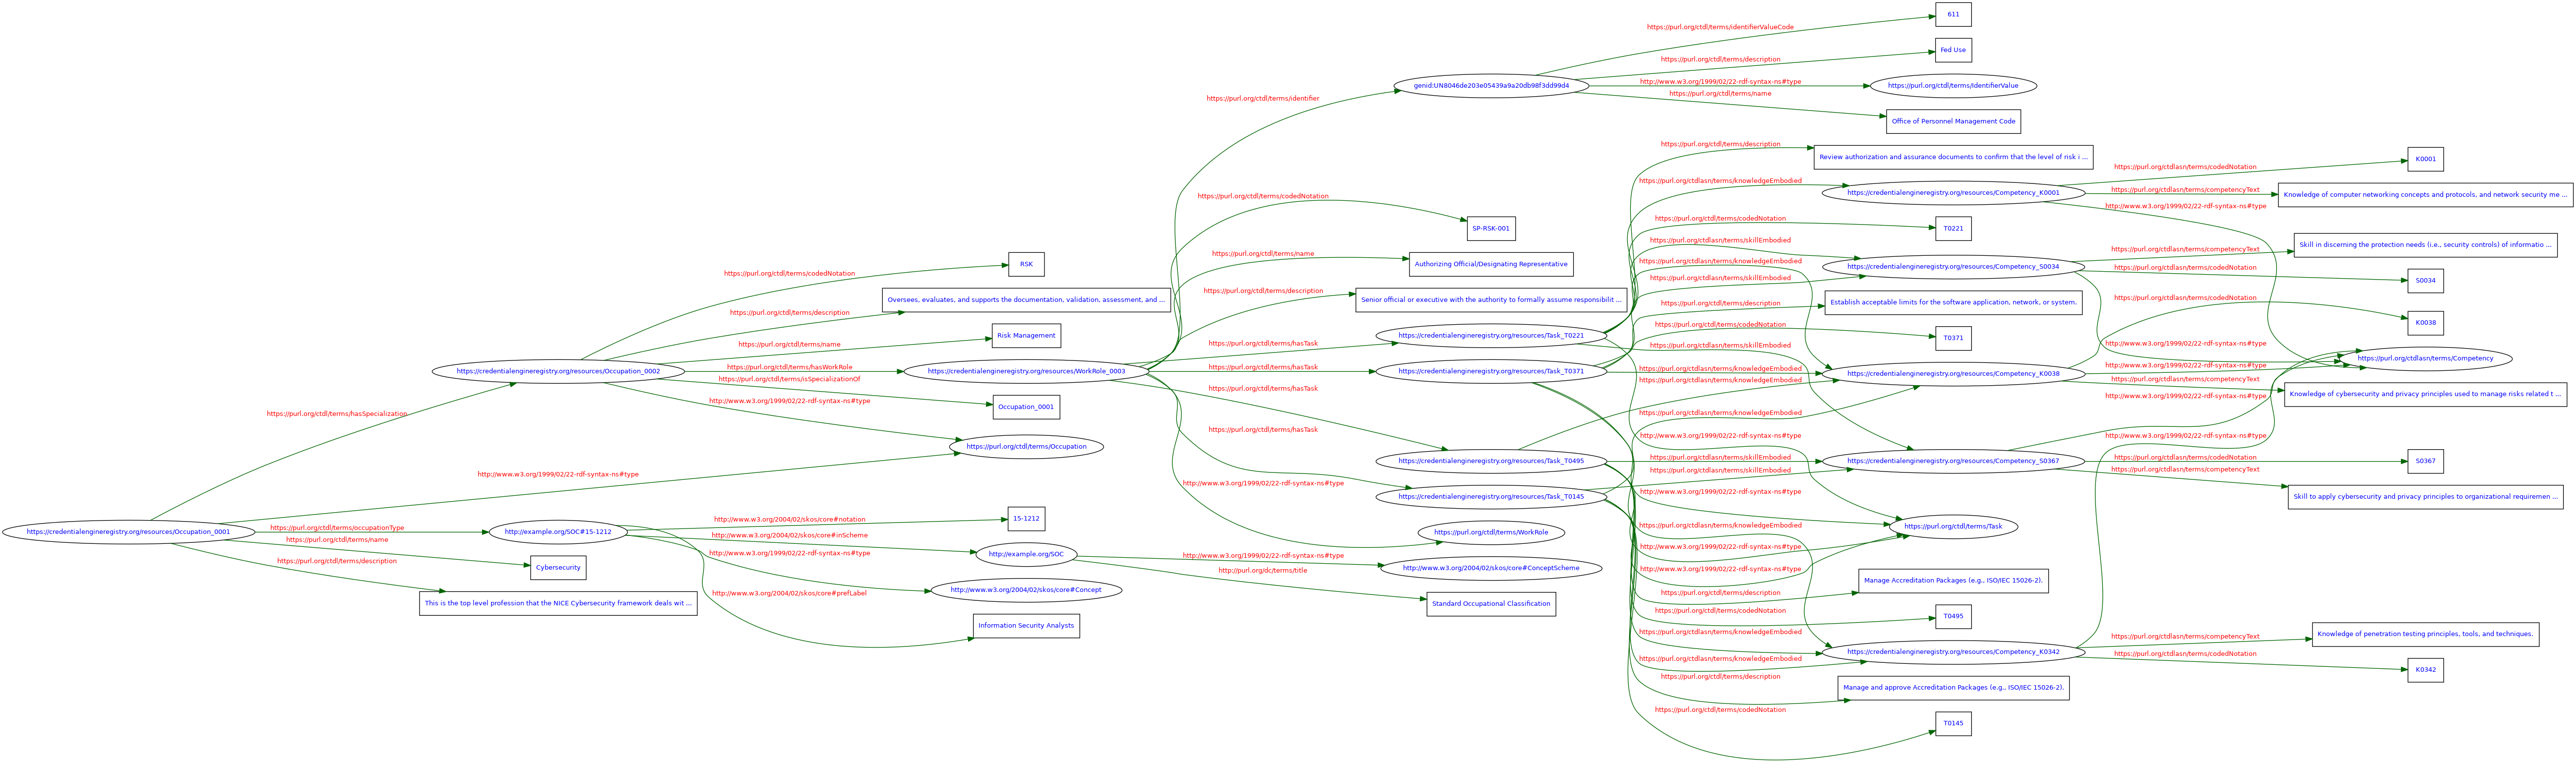 https://credentialengineregistry.org/resources/Occupation_0001
https://purl.org/ctdl/terms/hasSpecialization
http://www.w3.org/1999/02/22-rdf-syntax-ns#type
https://purl.org/ctdl/terms/occupationType
https://purl.org/ctdl/terms/name
https://purl.org/ctdl/terms/description
https://credentialengineregistry.org/resources/Occupation_0002
http://example.org/SOC#15-1212
Cybersecurity
This is the top level profession that the NICE Cybersecurity framework deals wit ...
https://purl.org/ctdl/terms/codedNotation
https://purl.org/ctdl/terms/description
https://purl.org/ctdl/terms/name
https://purl.org/ctdl/terms/hasWorkRole
https://purl.org/ctdl/terms/isSpecializationOf
http://www.w3.org/1999/02/22-rdf-syntax-ns#type
http://www.w3.org/2004/02/skos/core#notation
http://www.w3.org/2004/02/skos/core#inScheme
http://www.w3.org/1999/02/22-rdf-syntax-ns#type
http://www.w3.org/2004/02/skos/core#prefLabel
RSK
Oversees, evaluates, and supports the documentation, validation, assessment, and ...
Risk Management
https://credentialengineregistry.org/resources/WorkRole_0003
Occupation_0001
https://purl.org/ctdl/terms/Occupation
15-1212
http://example.org/SOC
http://www.w3.org/2004/02/skos/core#Concept
Information Security Analysts
https://purl.org/ctdl/terms/identifier
https://purl.org/ctdl/terms/codedNotation
https://purl.org/ctdl/terms/name
https://purl.org/ctdl/terms/description
https://purl.org/ctdl/terms/hasTask
https://purl.org/ctdl/terms/hasTask
https://purl.org/ctdl/terms/hasTask
https://purl.org/ctdl/terms/hasTask
http://www.w3.org/1999/02/22-rdf-syntax-ns#type
http://www.w3.org/1999/02/22-rdf-syntax-ns#type
http://purl.org/dc/terms/title
genid:UN8046de203e05439a9a20db98f3dd99d4
SP-RSK-001
Authorizing Official/Designating Representative
Senior official or executive with the authority to formally assume responsibilit ...
https://credentialengineregistry.org/resources/Task_T0221
https://credentialengineregistry.org/resources/Task_T0371
https://credentialengineregistry.org/resources/Task_T0495
https://credentialengineregistry.org/resources/Task_T0145
https://purl.org/ctdl/terms/WorkRole
http://www.w3.org/2004/02/skos/core#ConceptScheme
Standard Occupational Classification
https://purl.org/ctdl/terms/identifierValueCode
https://purl.org/ctdl/terms/description
http://www.w3.org/1999/02/22-rdf-syntax-ns#type
https://purl.org/ctdl/terms/name
https://purl.org/ctdl/terms/description
https://purl.org/ctdlasn/terms/knowledgeEmbodied
https://purl.org/ctdl/terms/codedNotation
https://purl.org/ctdlasn/terms/skillEmbodied
https://purl.org/ctdlasn/terms/knowledgeEmbodied
https://purl.org/ctdlasn/terms/skillEmbodied
https://purl.org/ctdl/terms/description
https://purl.org/ctdl/terms/codedNotation
https://purl.org/ctdlasn/terms/skillEmbodied
https://purl.org/ctdlasn/terms/knowledgeEmbodied
https://purl.org/ctdlasn/terms/knowledgeEmbodied
https://purl.org/ctdlasn/terms/knowledgeEmbodied
http://www.w3.org/1999/02/22-rdf-syntax-ns#type
https://purl.org/ctdlasn/terms/skillEmbodied
https://purl.org/ctdlasn/terms/skillEmbodied
http://www.w3.org/1999/02/22-rdf-syntax-ns#type
https://purl.org/ctdlasn/terms/knowledgeEmbodied
http://www.w3.org/1999/02/22-rdf-syntax-ns#type
http://www.w3.org/1999/02/22-rdf-syntax-ns#type
https://purl.org/ctdl/terms/description
https://purl.org/ctdl/terms/codedNotation
https://purl.org/ctdlasn/terms/knowledgeEmbodied
https://purl.org/ctdlasn/terms/knowledgeEmbodied
https://purl.org/ctdl/terms/description
https://purl.org/ctdl/terms/codedNotation
611
Fed Use
https://purl.org/ctdl/terms/IdentifierValue
Office of Personnel Management Code
Review authorization and assurance documents to confirm that the level of risk i ...
https://credentialengineregistry.org/resources/Competency_K0001
T0221
https://credentialengineregistry.org/resources/Competency_S0034
Establish acceptable limits for the software application, network, or system.
T0371
https://credentialengineregistry.org/resources/Competency_K0038
https://credentialengineregistry.org/resources/Competency_S0367
https://purl.org/ctdl/terms/Task
Manage Accreditation Packages (e.g., ISO/IEC 15026-2).
T0495
https://credentialengineregistry.org/resources/Competency_K0342
Manage and approve Accreditation Packages (e.g., ISO/IEC 15026-2).
T0145
https://purl.org/ctdlasn/terms/codedNotation
https://purl.org/ctdlasn/terms/competencyText
http://www.w3.org/1999/02/22-rdf-syntax-ns#type
https://purl.org/ctdlasn/terms/competencyText
https://purl.org/ctdlasn/terms/codedNotation
https://purl.org/ctdlasn/terms/codedNotation
http://www.w3.org/1999/02/22-rdf-syntax-ns#type
http://www.w3.org/1999/02/22-rdf-syntax-ns#type
https://purl.org/ctdlasn/terms/competencyText
http://www.w3.org/1999/02/22-rdf-syntax-ns#type
http://www.w3.org/1999/02/22-rdf-syntax-ns#type
https://purl.org/ctdlasn/terms/codedNotation
https://purl.org/ctdlasn/terms/competencyText
https://purl.org/ctdlasn/terms/competencyText
https://purl.org/ctdlasn/terms/codedNotation
K0001
Knowledge of computer networking concepts and protocols, and network security me ...
Skill in discerning the protection needs (i.e., security controls) of informatio ...
S0034
K0038
https://purl.org/ctdlasn/terms/Competency
Knowledge of cybersecurity and privacy principles used to manage risks related t ...
S0367
Skill to apply cybersecurity and privacy principles to organizational requiremen ...
Knowledge of penetration testing principles, tools, and techniques.
K0342